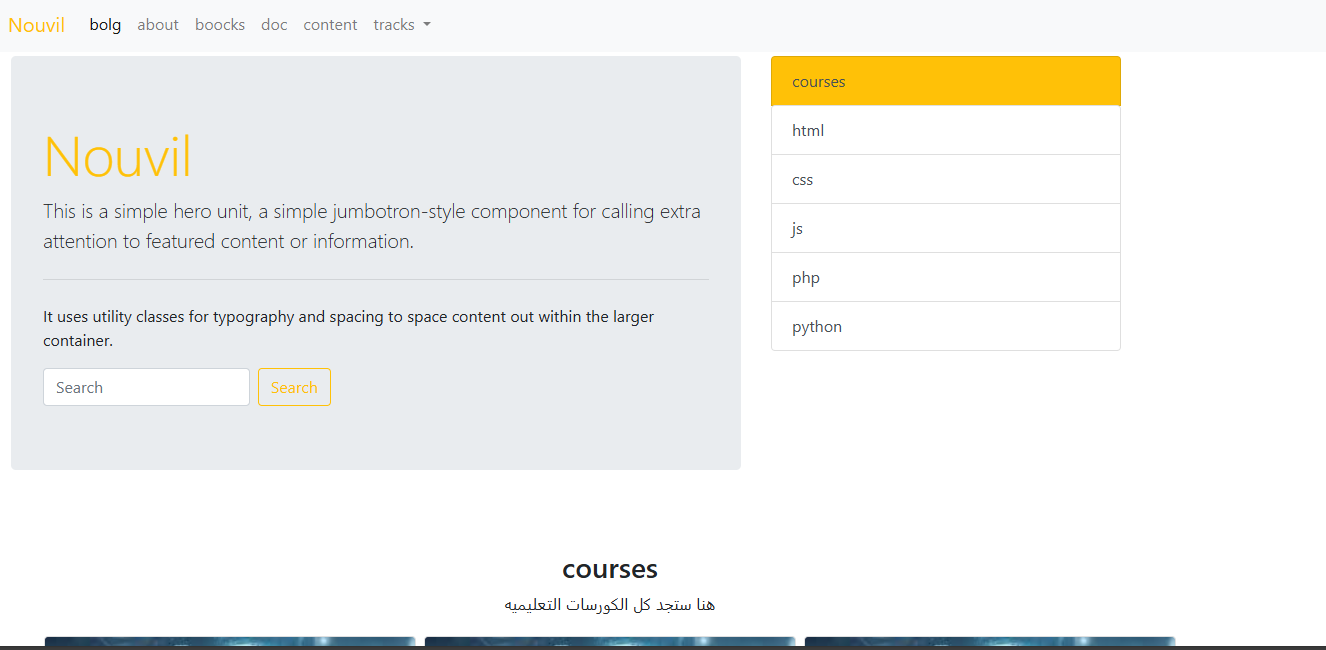 Nouvil bolg about boocks doc content tracks
Nouvil
This is a simple hero unit, a simple jumbotron-style component for calling extra
attention to featured content or information.
It uses utility classes for typography and spacing to space content out within the larger
container.
Search Search
courses
html
css
js
php
python
courses
هنا ستجد كل الكورسات التعليميه